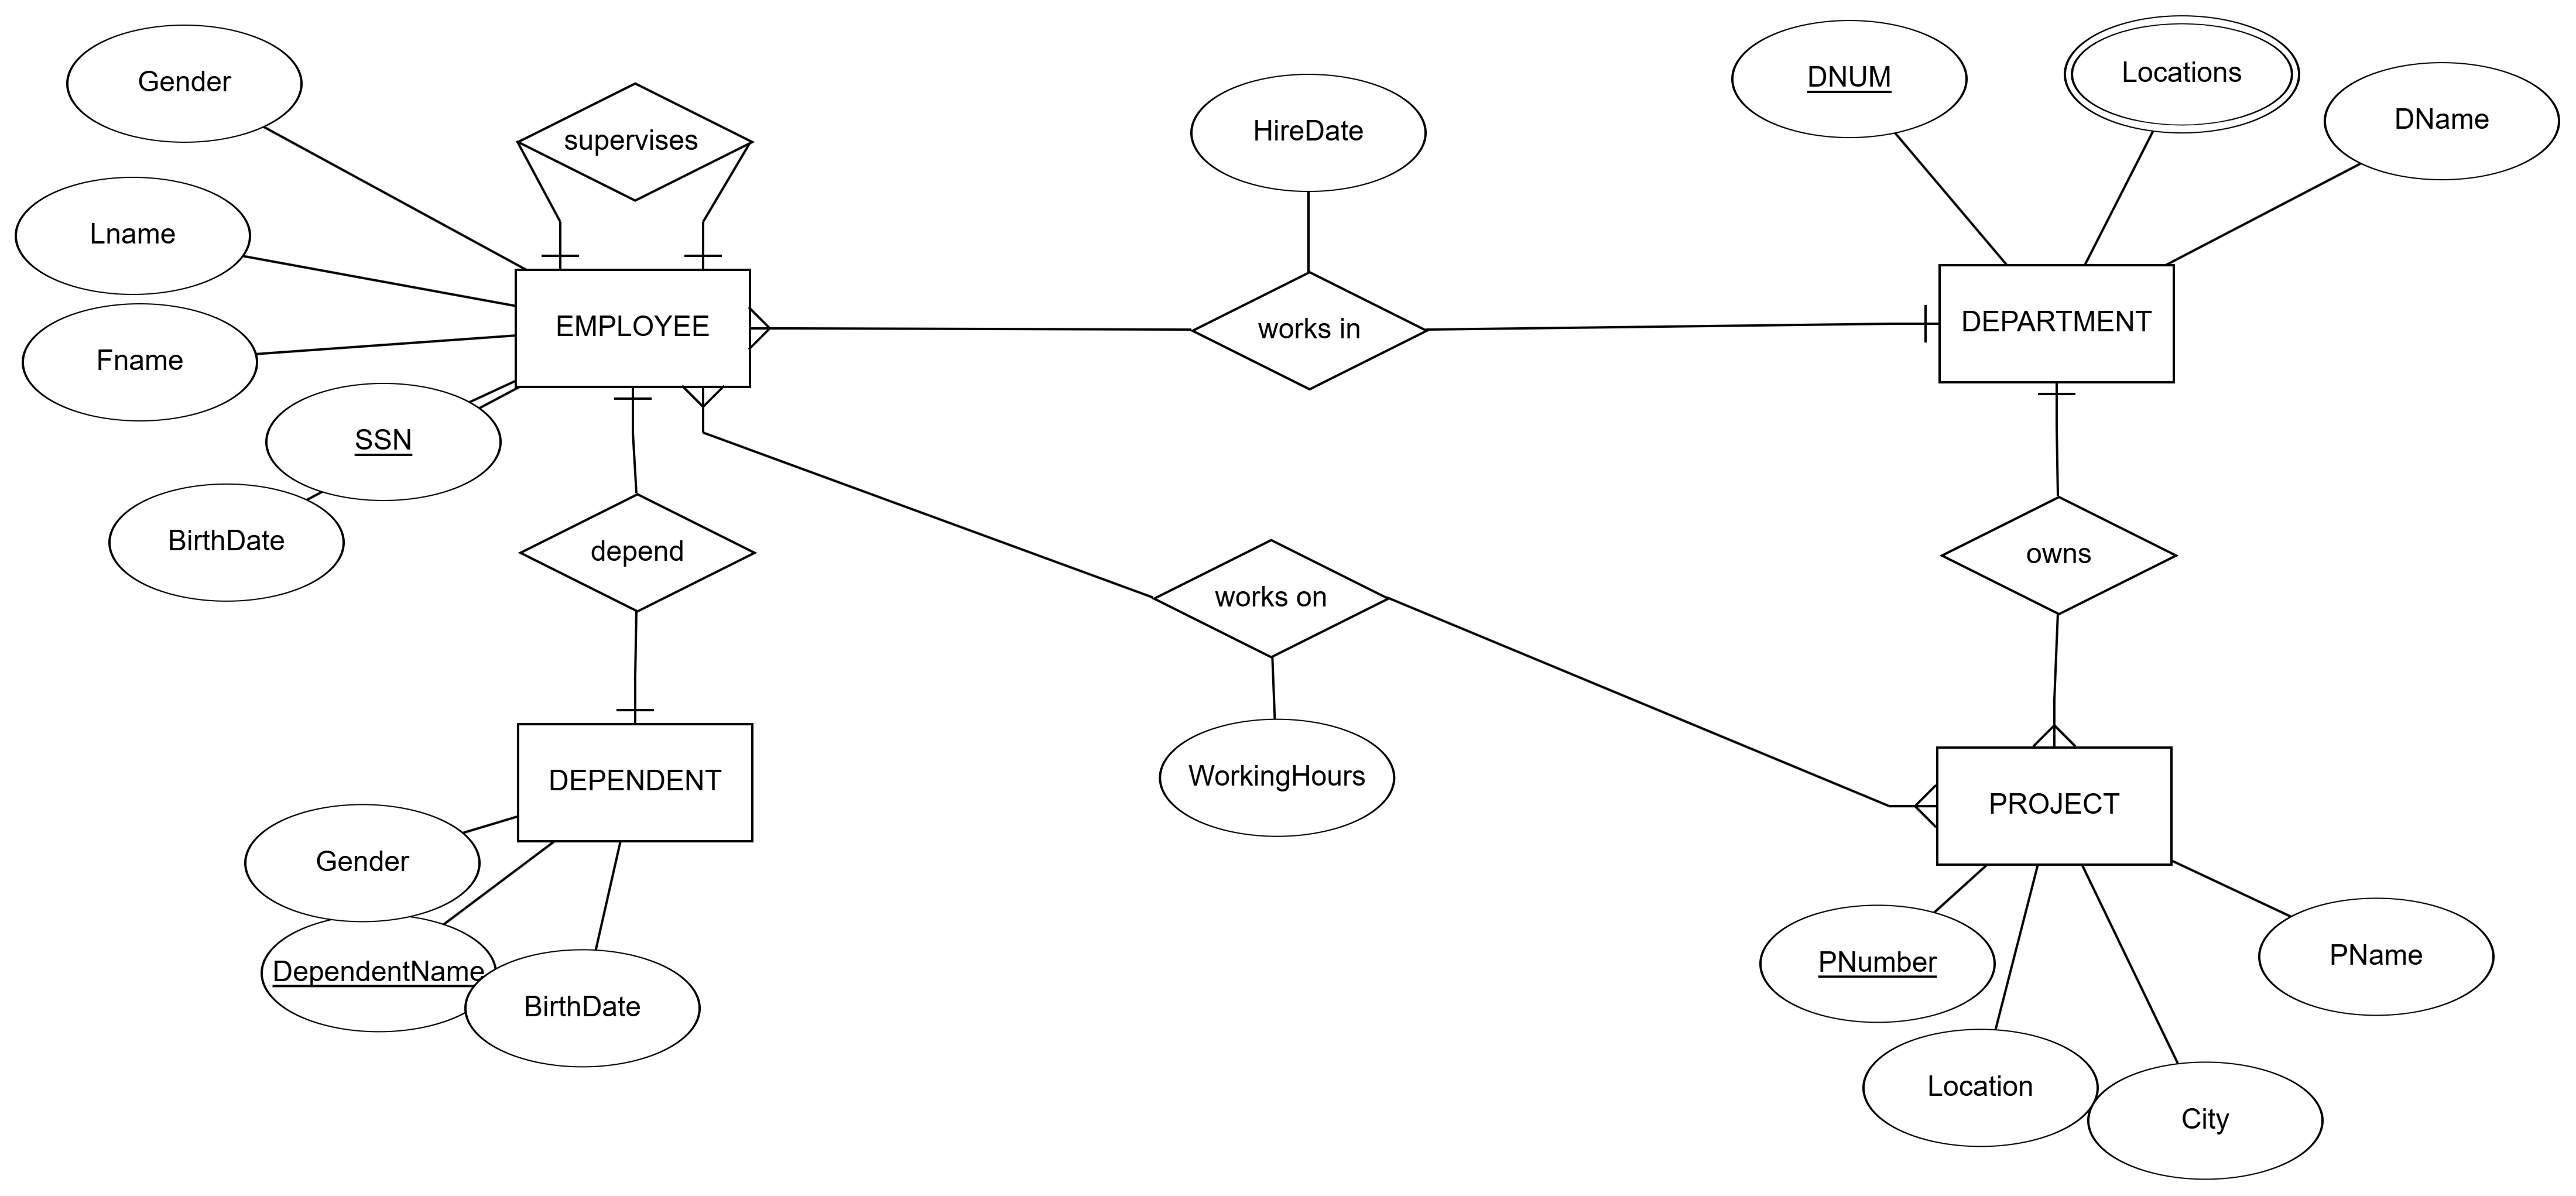 Gender
supervises
HireDate
DNUM
Locations
DName
Lname
Fname
EMPLOYEE
works in
DEPARTMENT
SSN
BirthDate
depend
works on
owns
WorkingHours
DEPENDENT
PROJECT
Gender
DependentName
BirthDate
PNumber
PName
Location
City